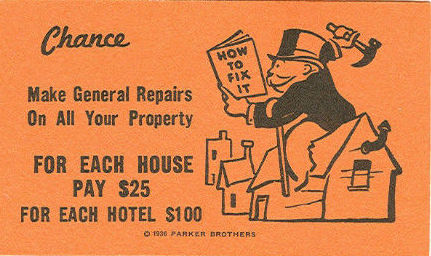 Chance
HOW
TO
FIX
IT
Make General Repairs
On All Your Property
FOR EACH HOUSE
PAY $25
FOR EACH HOTEL $100
© 1936 PARKER BROTHERS